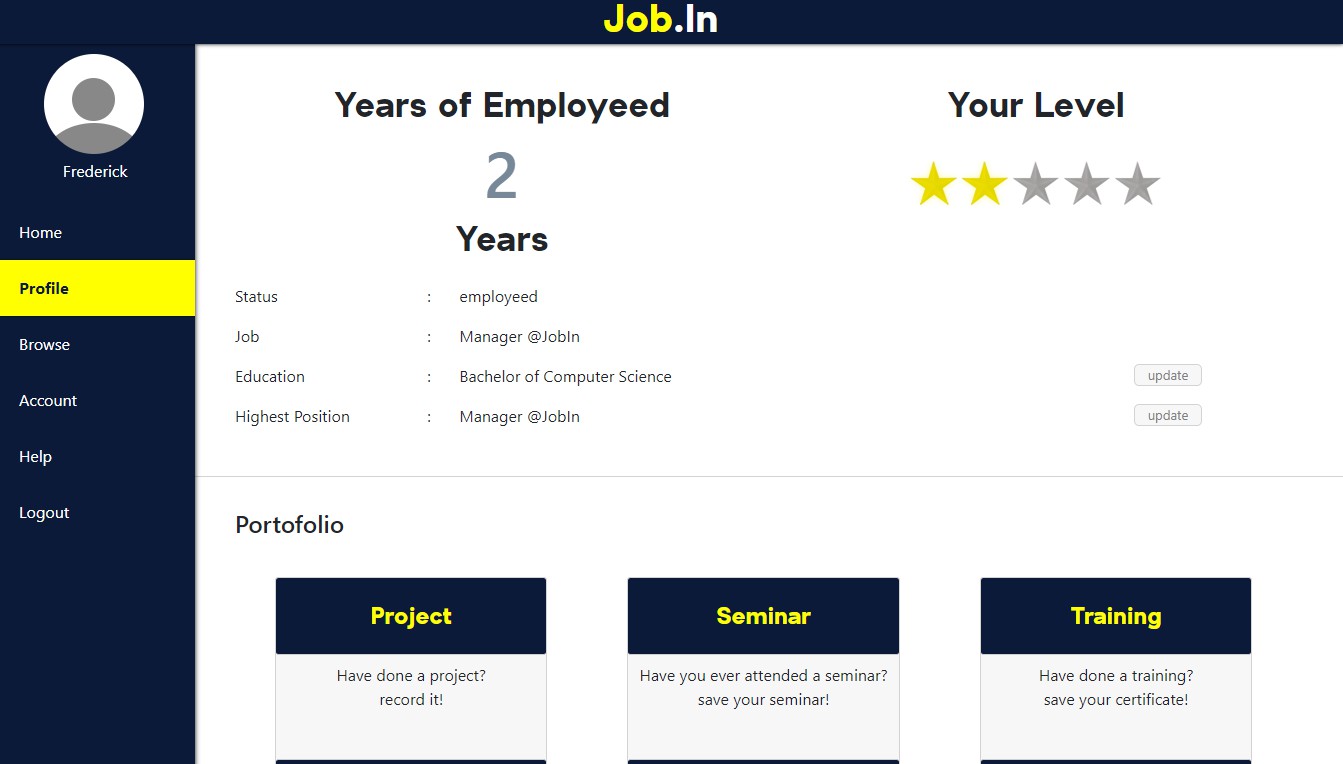 Job.In
Frederick
Home
Profile
Browse
Account
Help
Logout
Years of Employeed
2
Years
Your Level
Status : employeed
Job : Manager @JobIn
Education : Bachelor of Computer Science update
Highest Position : Manager @JobIn update
Portofolio
Project
Have done a project?
record it!
Seminar
Have you ever attended a seminar?
save your seminar!
Training
Have done a training?
save your certificate!